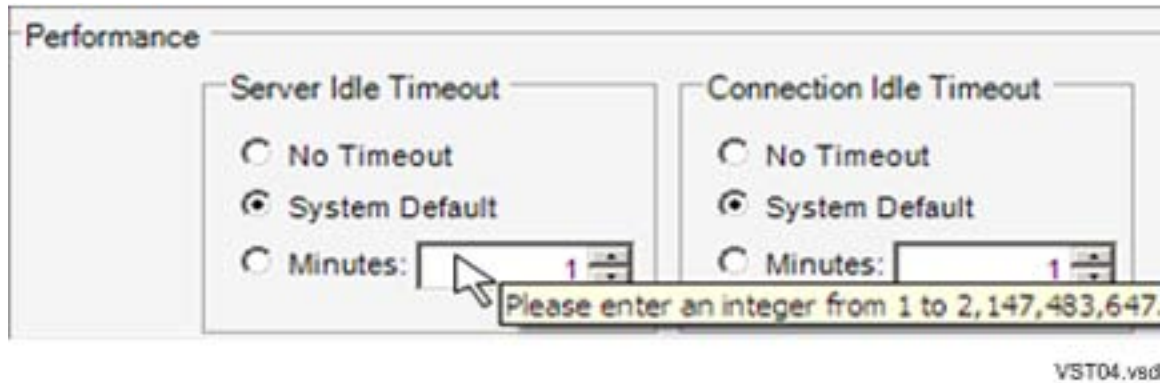 Performance
Server Idle Timeout
No Timeout
System Default
Minutes: 1
Connection Idle Timeout
No Timeout
System Default
Minutes: 1
Please enter an integer from 1 to 2,147,483,647.
VST04.vsd